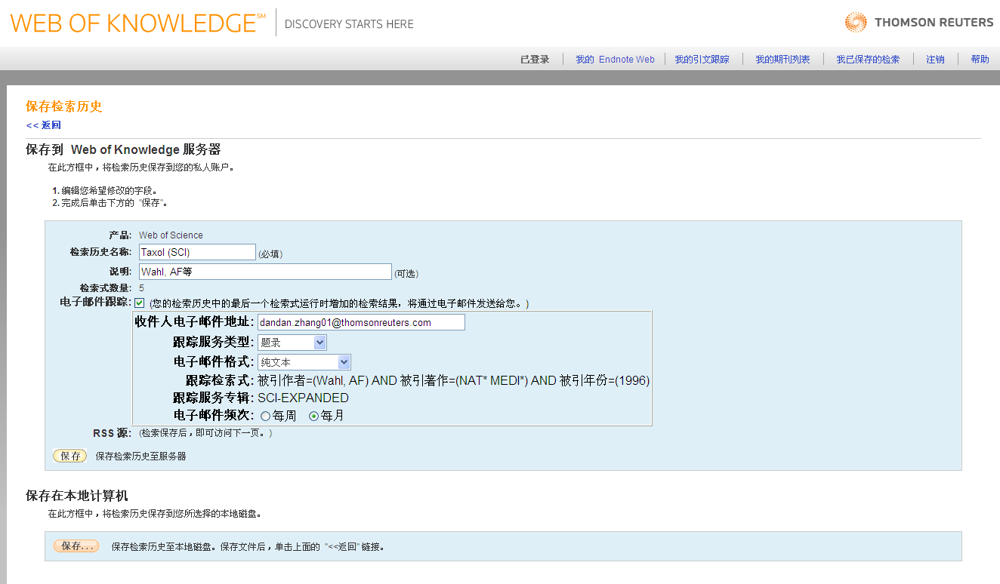 WEB OF KNOWLEDGE℠ DISCOVERY STARTS HERE THOMSON REUTERS
已登录 我的 Endnote Web 我的引文跟踪 我的期刊列表 我已保存的检索 注销 帮助
保存检索历史
<< 返回
保存到 Web of Knowledge 服务器
在此方框中，将检索历史保存到您的私人账户。
1. 编辑您希望修改的字段。
2. 完成后单击下方的 "保存"。
产品: Web of Science
检索历史名称: Taxol (SCI) (必填)
说明: Wahl, AF等 (可选)
检索式数量: 5
电子邮件跟踪: (您的检索历史中的最后一个检索式运行时增加的检索结果，将通过电子邮件发送给您。)
收件人电子邮件地址: dandan.zhang01@thomsonreuters.com
跟踪服务类型: 题录
电子邮件格式: 纯文本
跟踪检索式: 被引作者=(Wahl, AF) AND 被引著作=(NAT* MEDI*) AND 被引年份=(1996)
跟踪服务专辑: SCI-EXPANDED
电子邮件频次: 每周 每月
RSS 源: (检索保存后，即可访问下一页。)
保存 保存检索历史至服务器
保存在本地计算机
在此方框中，将检索历史保存到您所选择的本地磁盘。
保存... 保存检索历史至本地磁盘。保存文件后，单击上面的 "<<返回" 链接。